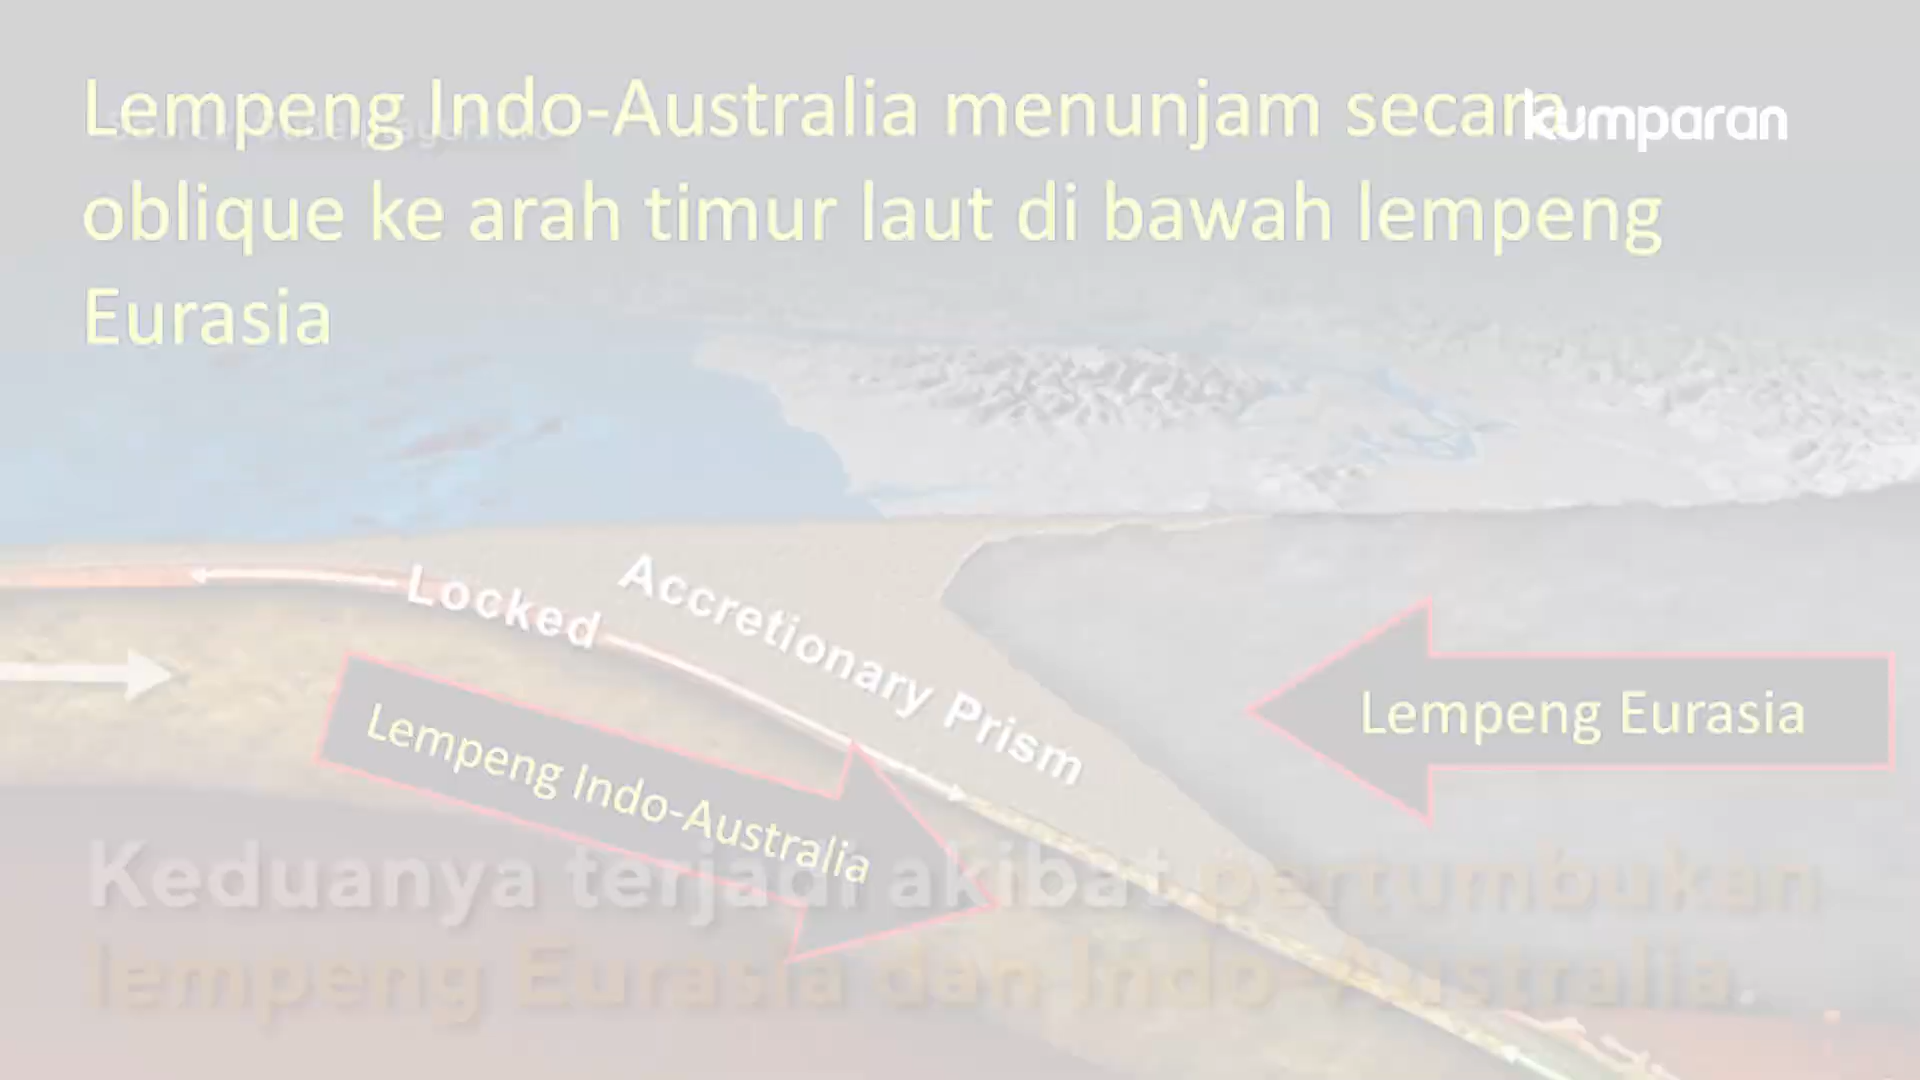 Lempeng Indo-Australia menunjam secara
kumparan
oblique ke arah timur laut di bawah lempeng
Eurasia
Locked
Accretionary Prism
Lempeng Indo-Australia
Lempeng Eurasia
Keduanya terjadi akibat pertumbukan
lempeng Eurasia dan Indo-Australia.